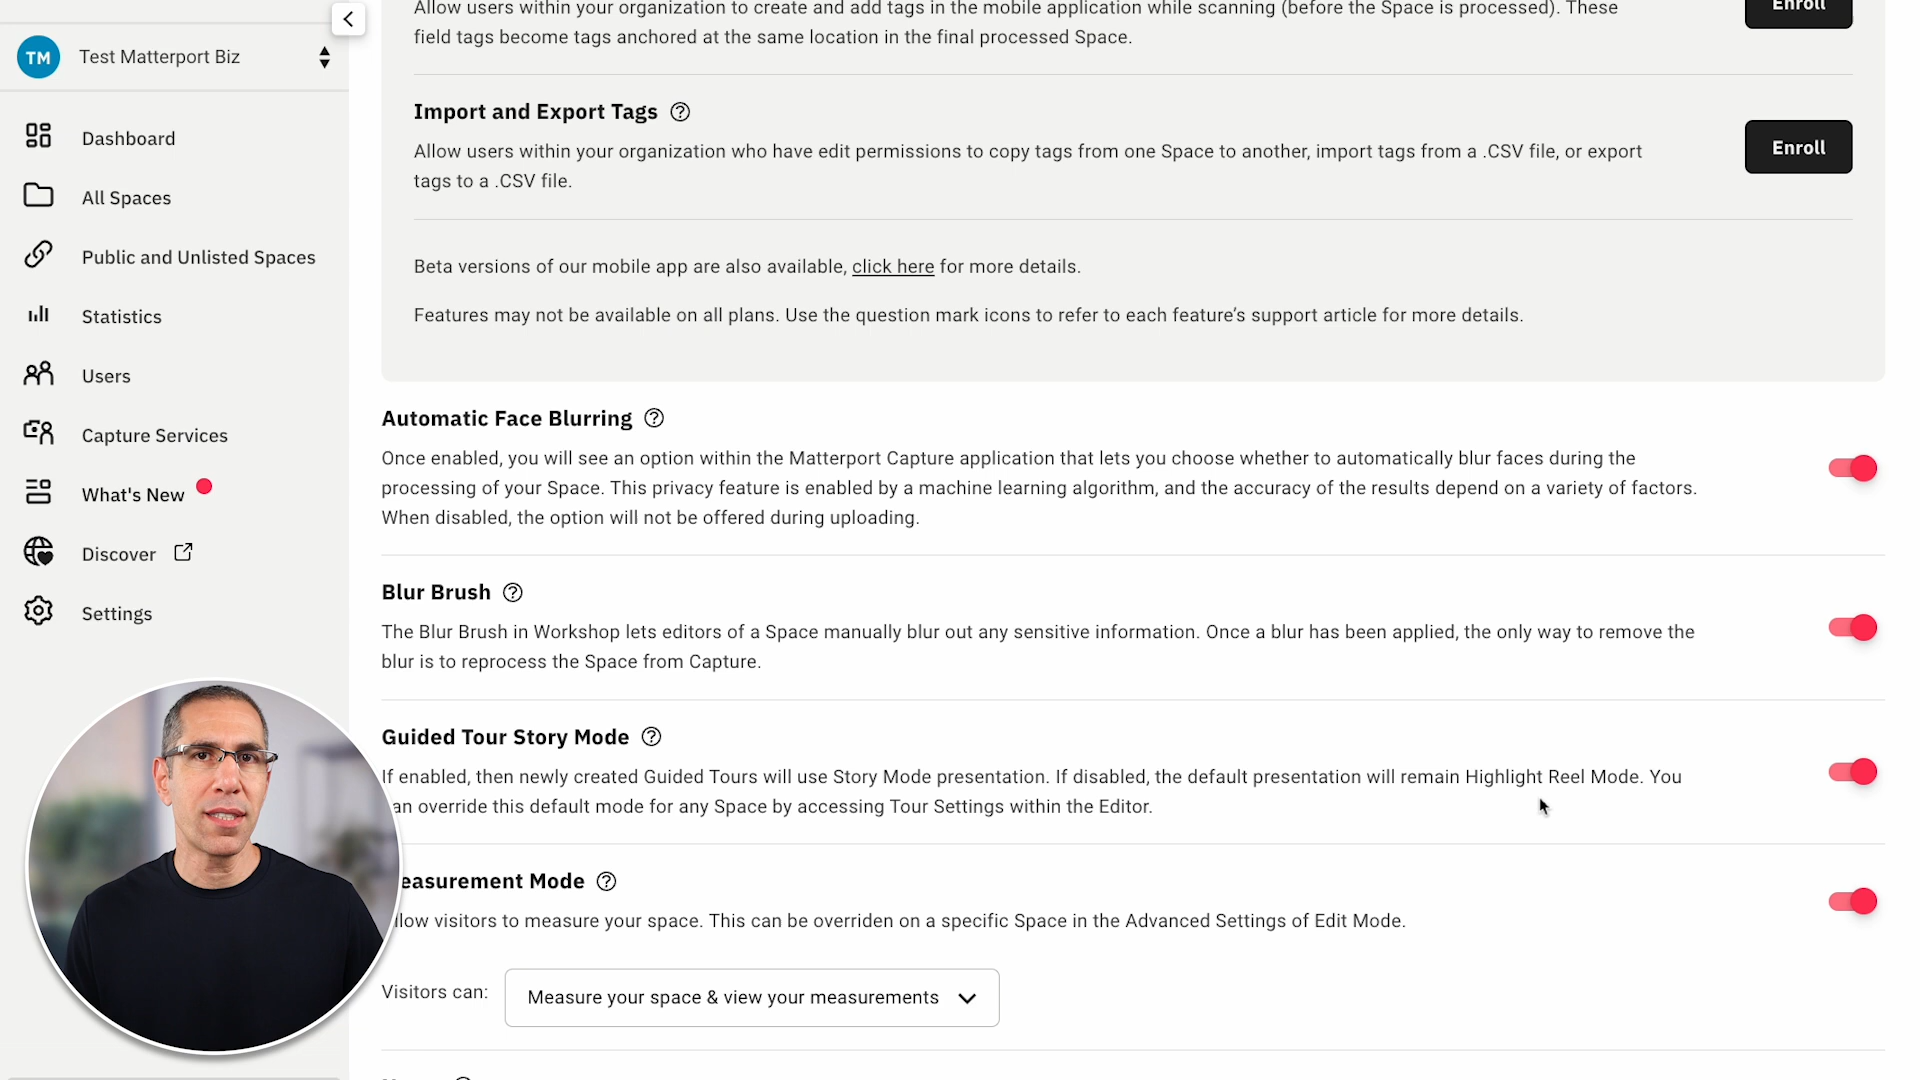 Allow users within your organization to create and add tags in the mobile application while scanning (before the Space is processed). These
field tags become tags anchored at the same location in the final processed Space.
Enroll
TM
Test Matterport Biz
Dashboard
All Spaces
Public and Unlisted Spaces
Statistics
Users
Capture Services
What's New
Discover
Settings
Import and Export Tags
Allow users within your organization who have edit permissions to copy tags from one Space to another, import tags from a .CSV file, or export
tags to a .CSV file.
Enroll
Beta versions of our mobile app are also available, click here for more details.
Features may not be available on all plans. Use the question mark icons to refer to each feature’s support article for more details.
Automatic Face Blurring
Once enabled, you will see an option within the Matterport Capture application that lets you choose whether to automatically blur faces during the
processing of your Space. This privacy feature is enabled by a machine learning algorithm, and the accuracy of the results depend on a variety of factors.
When disabled, the option will not be offered during uploading.
Blur Brush
The Blur Brush in Workshop lets editors of a Space manually blur out any sensitive information. Once a blur has been applied, the only way to remove the
blur is to reprocess the Space from Capture.
Guided Tour Story Mode
If enabled, then newly created Guided Tours will use Story Mode presentation. If disabled, the default presentation will remain Highlight Reel Mode. You
an override this default mode for any Space by accessing Tour Settings within the Editor.
easurement Mode
llow visitors to measure your space. This can be overriden on a specific Space in the Advanced Settings of Edit Mode.
Visitors can:
Measure your space & view your measurements